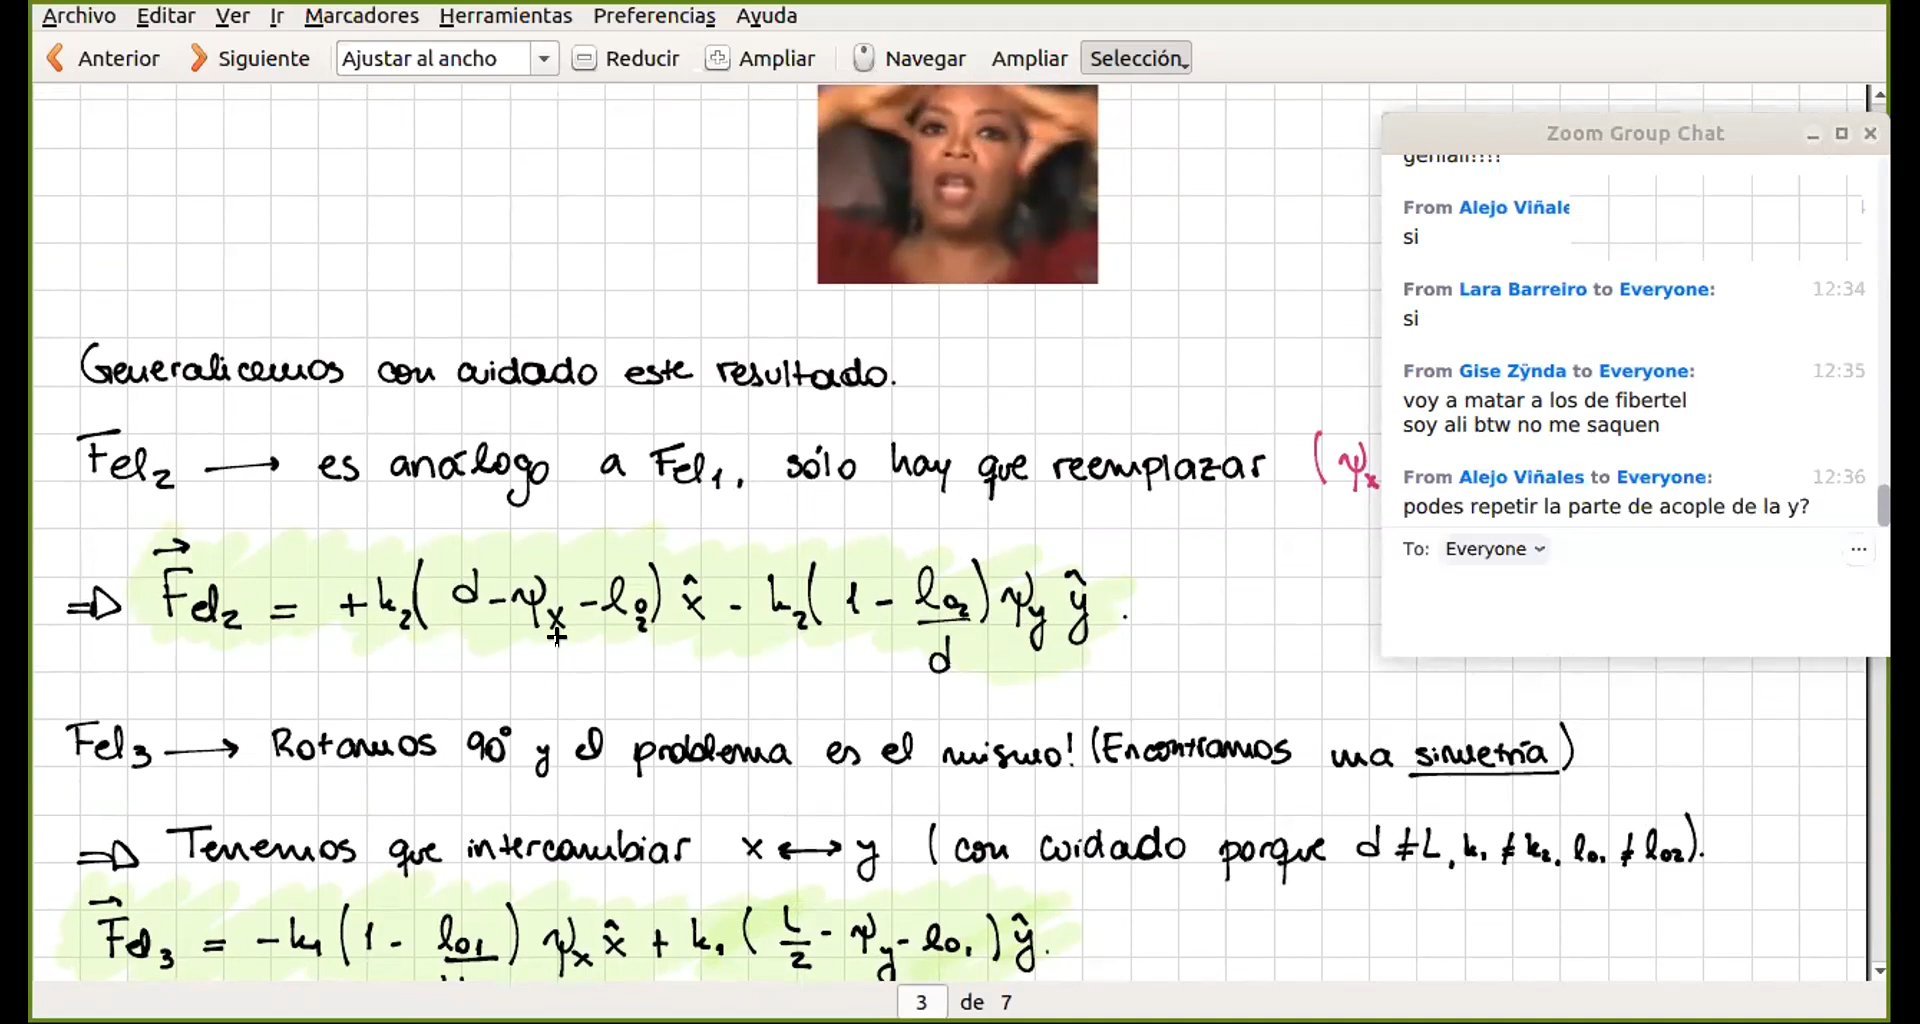 Archivo Editar Ver Ir Marcadores Herramientas Preferencias Ayuda
Anterior Siguiente Ajustar al ancho Reducir Ampliar Navegar Ampliar Selección
Generalicemos con cuidado este resultado.
Fel₂ ⟶ es análogo a Fel₁, sólo hay que reemplazar (ψₓ
⇒ F⃗el₂ = +k₂( d-ψₓ-l₀₂) x̂ - k₂(1 - l₀₂/d) ψ_y ŷ .
Fel₃ ⟶ Rotamos 90° y el problema es el mismo! (Encontramos una simetría)
⇒ Tenemos que intercambiar x ⟷ y (con cuidado porque d ≠ L, k₁ ≠ k₂, l₀₁ ≠ l₀₂).
F⃗el₃ = -k₁(1 - l₀₁) ψₓ x̂ + k₁( L/2 - ψ_y - l₀₁) ŷ.
3 de 7
Zoom Group Chat
genial!!!!
From Alejo Viñale
si
From Lara Barreiro to Everyone: 12:34
si
From Gise Zÿnda to Everyone: 12:35
voy a matar a los de fibertel
soy ali btw no me saquen
From Alejo Viñales to Everyone: 12:36
podes repetir la parte de acople de la y?
To: Everyone ...